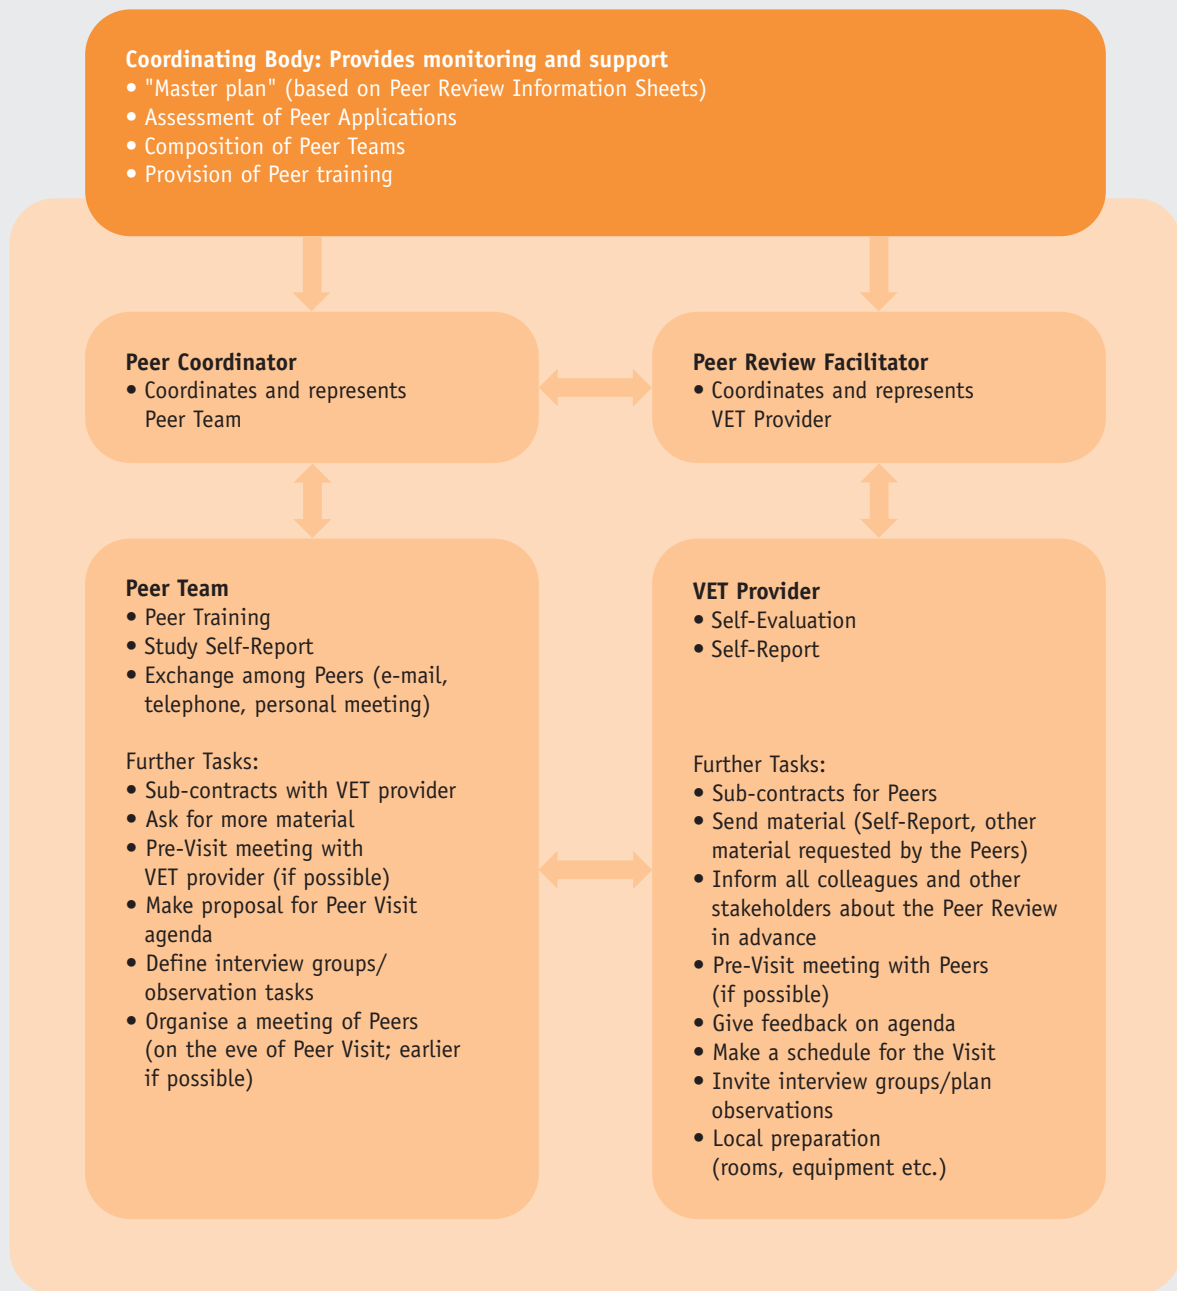 Coordinating Body: Provides monitoring and support
• "Master plan" (based on Peer Review Information Sheets)
• Assessment of Peer Applications
• Composition of Peer Teams
• Provision of Peer training
Peer Coordinator
• Coordinates and represents
Peer Team
Peer Review Facilitator
• Coordinates and represents
VET Provider
Peer Team
• Peer Training
• Study Self-Report
• Exchange among Peers (e-mail,
telephone, personal meeting)
Further Tasks:
• Sub-contracts with VET provider
• Ask for more material
• Pre-Visit meeting with
VET provider (if possible)
• Make proposal for Peer Visit
agenda
• Define interview groups/
observation tasks
• Organise a meeting of Peers
(on the eve of Peer Visit; earlier
if possible)
VET Provider
• Self-Evaluation
• Self-Report
Further Tasks:
• Sub-contracts for Peers
• Send material (Self-Report, other
material requested by the Peers)
• Inform all colleagues and other
stakeholders about the Peer Review
in advance
• Pre-Visit meeting with Peers
(if possible)
• Give feedback on agenda
• Make a schedule for the Visit
• Invite interview groups/plan
observations
• Local preparation
(rooms, equipment etc.)